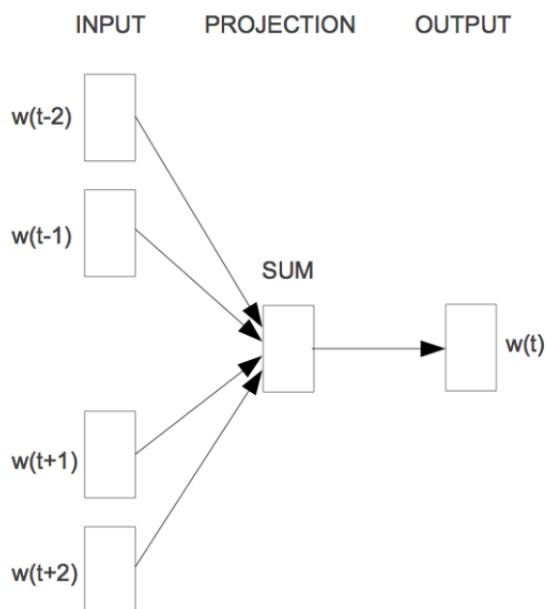 INPUT PROJECTION OUTPUT
w(t-2)
w(t-1)
SUM
w(t)
w(t+1)
w(t+2)